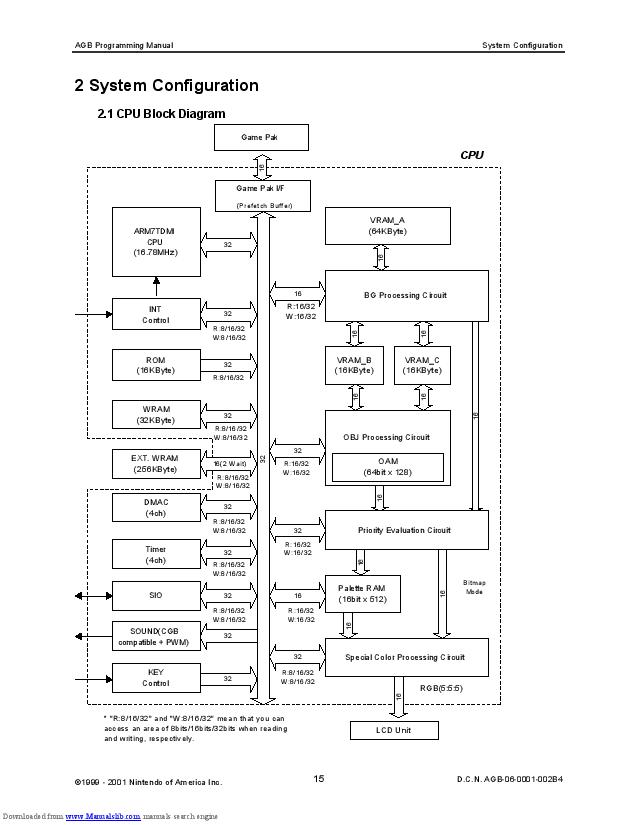 AGB Programming Manual System Configuration
2 System Configuration
2.1 CPU Block Diagram
Game Pak
CPU
16
Game Pak I/F
(Prefetch Buffer)
ARM7TDMI
CPU
(16.78MHz)
32
VRAM_A
(64KByte)
16
INT
Control
32
R:8/16/32
W:8/16/32
16
R:16/32
W:16/32
BG Processing Circuit
ROM
(16KByte)
32
R:8/16/32
16
16
VRAM_B
(16KByte)
VRAM_C
(16KByte)
16
16
16
WRAM
(32KByte)
32
R:8/16/32
W:8/16/32
OBJ Processing Circuit
OAM
(64bit x 128)
32
R:16/32
W:16/32
EXT. WRAM
(256KByte)
16(2 Wait)
R:8/16/32
W:8/16/32
32
16
DMAC
(4ch)
32
R:8/16/32
W:8/16/32
32
R:16/32
W:16/32
Priority Evaluation Circuit
Timer
(4ch)
32
R:8/16/32
W:8/16/32
16
16
Bitmap
Mode
SIO
32
R:8/16/32
W:8/16/32
16
R:16/32
W:16/32
Palette RAM
(16bit x 512)
16
SOUND(CGB
compatible + PWM)
32
32
R:8/16/32
W:8/16/32
Special Color Processing Circuit
KEY
Control
32
16
RGB(5:5:5)
LCD Unit
* "R:8/16/32" and "W:8/16/32" mean that you can
access an area of 8bits/16bits/32bits when reading
and writing, respectively.
©1999 - 2001 Nintendo of America Inc. 15 D.C.N. AGB-06-0001-002B4
Downloaded from www.Manualslib.com manuals search engine